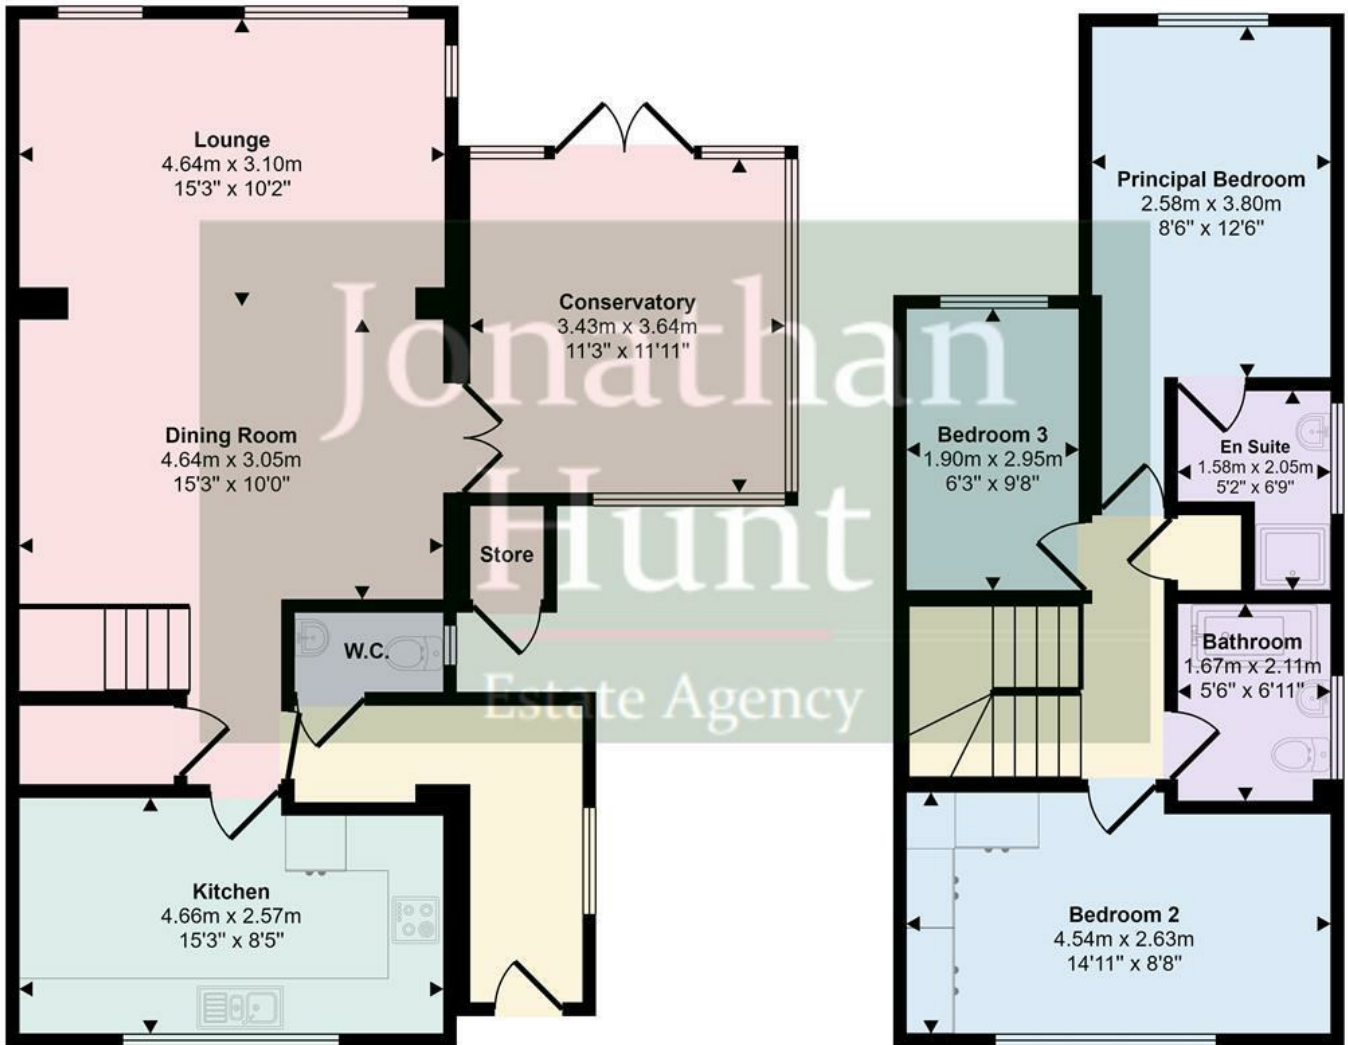 Lounge
4.64m x 3.10m
15'3" x 10'2"
Conservatory
3.43m x 3.64m
11'3" x 11'11"
Dining Room
4.64m x 3.05m
15'3" x 10'0"
Store
W.C.
Kitchen
4.66m x 2.57m
15'3" x 8'5"
Principal Bedroom
2.58m x 3.80m
8'6" x 12'6"
Bedroom 3
1.90m x 2.95m
6'3" x 9'8"
En Suite
1.58m x 2.05m
5'2" x 6'9"
Bathroom
1.67m x 2.11m
5'6" x 6'11"
Bedroom 2
4.54m x 2.63m
14'11" x 8'8"
Jonathan
Hunt
Estate Agency